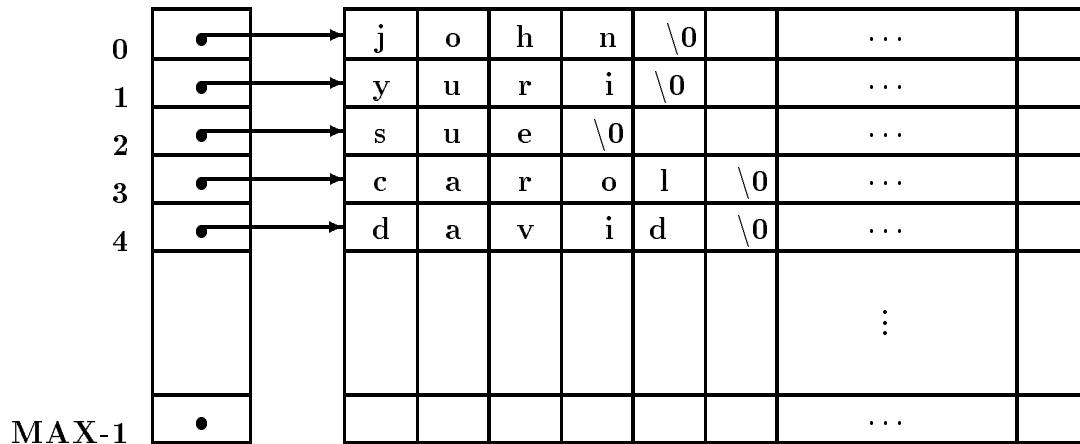 0 j o h n \0 ...
1 y u r i \0 ...
2 s u e \0 ...
3 c a r o l \0 ...
4 d a v i d \0 ...
⋮
MAX-1 ...